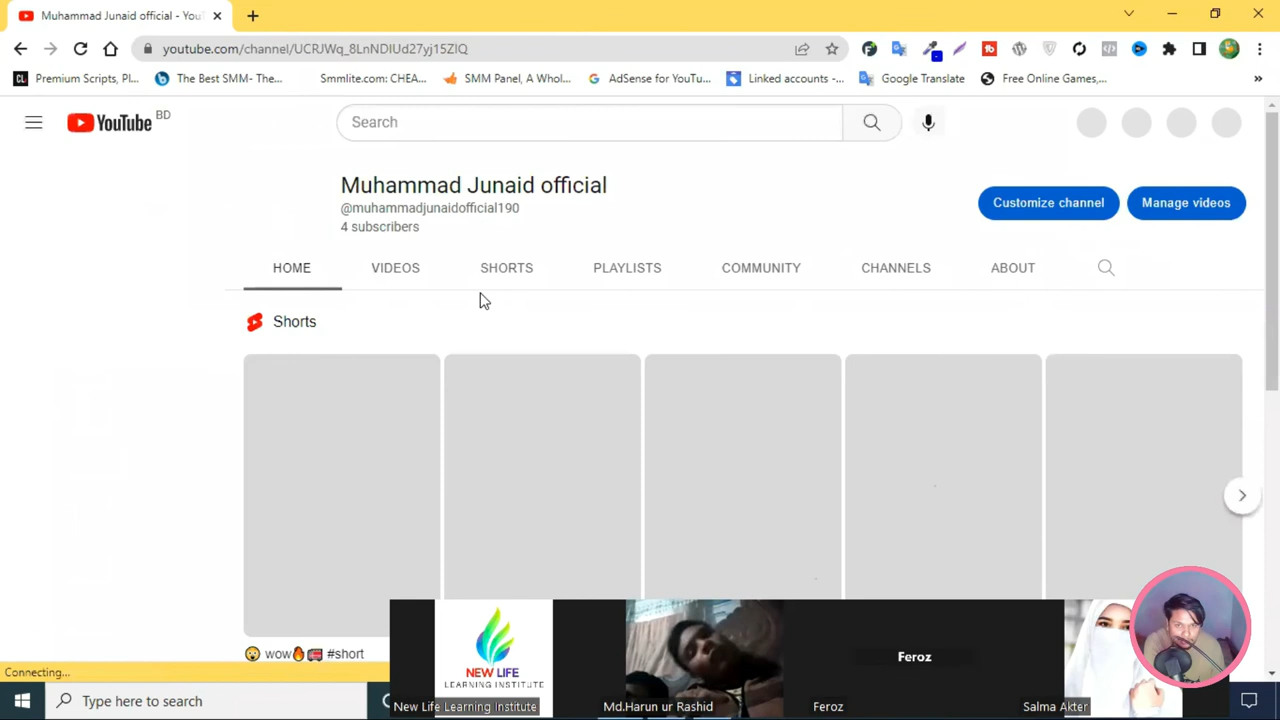 Muhammad Junaid official - You
youtube.com/channel/UCRJWq_8LnNDIUd27yj15ZIQ
Premium Scripts, Pl...
The Best SMM- The...
Smmlite.com: CHEA...
SMM Panel, A Whol...
AdSense for YouTu...
Linked accounts -...
Google Translate
Free Online Games,...
YouTube BD
Search
Muhammad Junaid official
@muhammadjunaidofficial190
4 subscribers
Customize channel
Manage videos
HOME
VIDEOS
SHORTS
PLAYLISTS
COMMUNITY
CHANNELS
ABOUT
Shorts
😮 wow🔥🚒 #short
Connecting...
NEW LIFE
LEARNING INSTITUTE
Feroz
New Life Learning Institute
Md.Harun ur Rashid
Feroz
Salma Akter
Type here to search